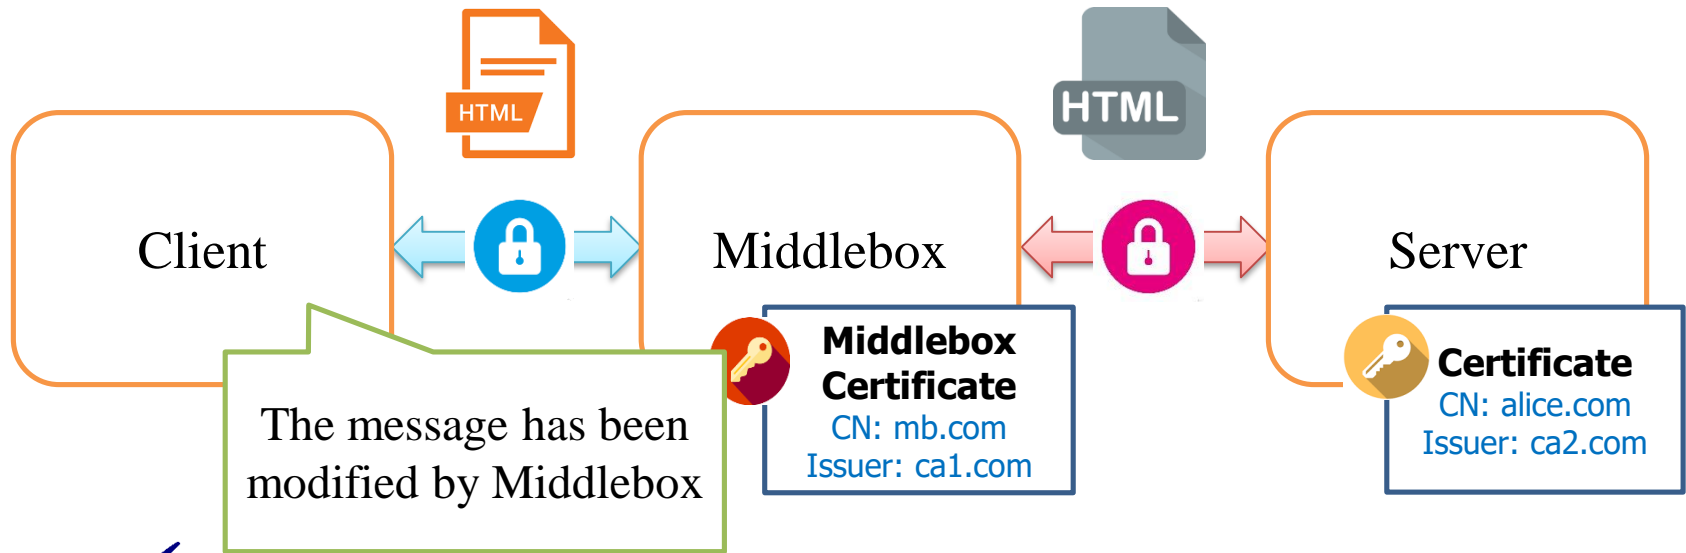 HTML
HTML
Client
Middlebox
Server
The message has been
modified by Middlebox
Middlebox
Certificate
CN: mb.com
Issuer: ca1.com
Certificate
CN: alice.com
Issuer: ca2.com